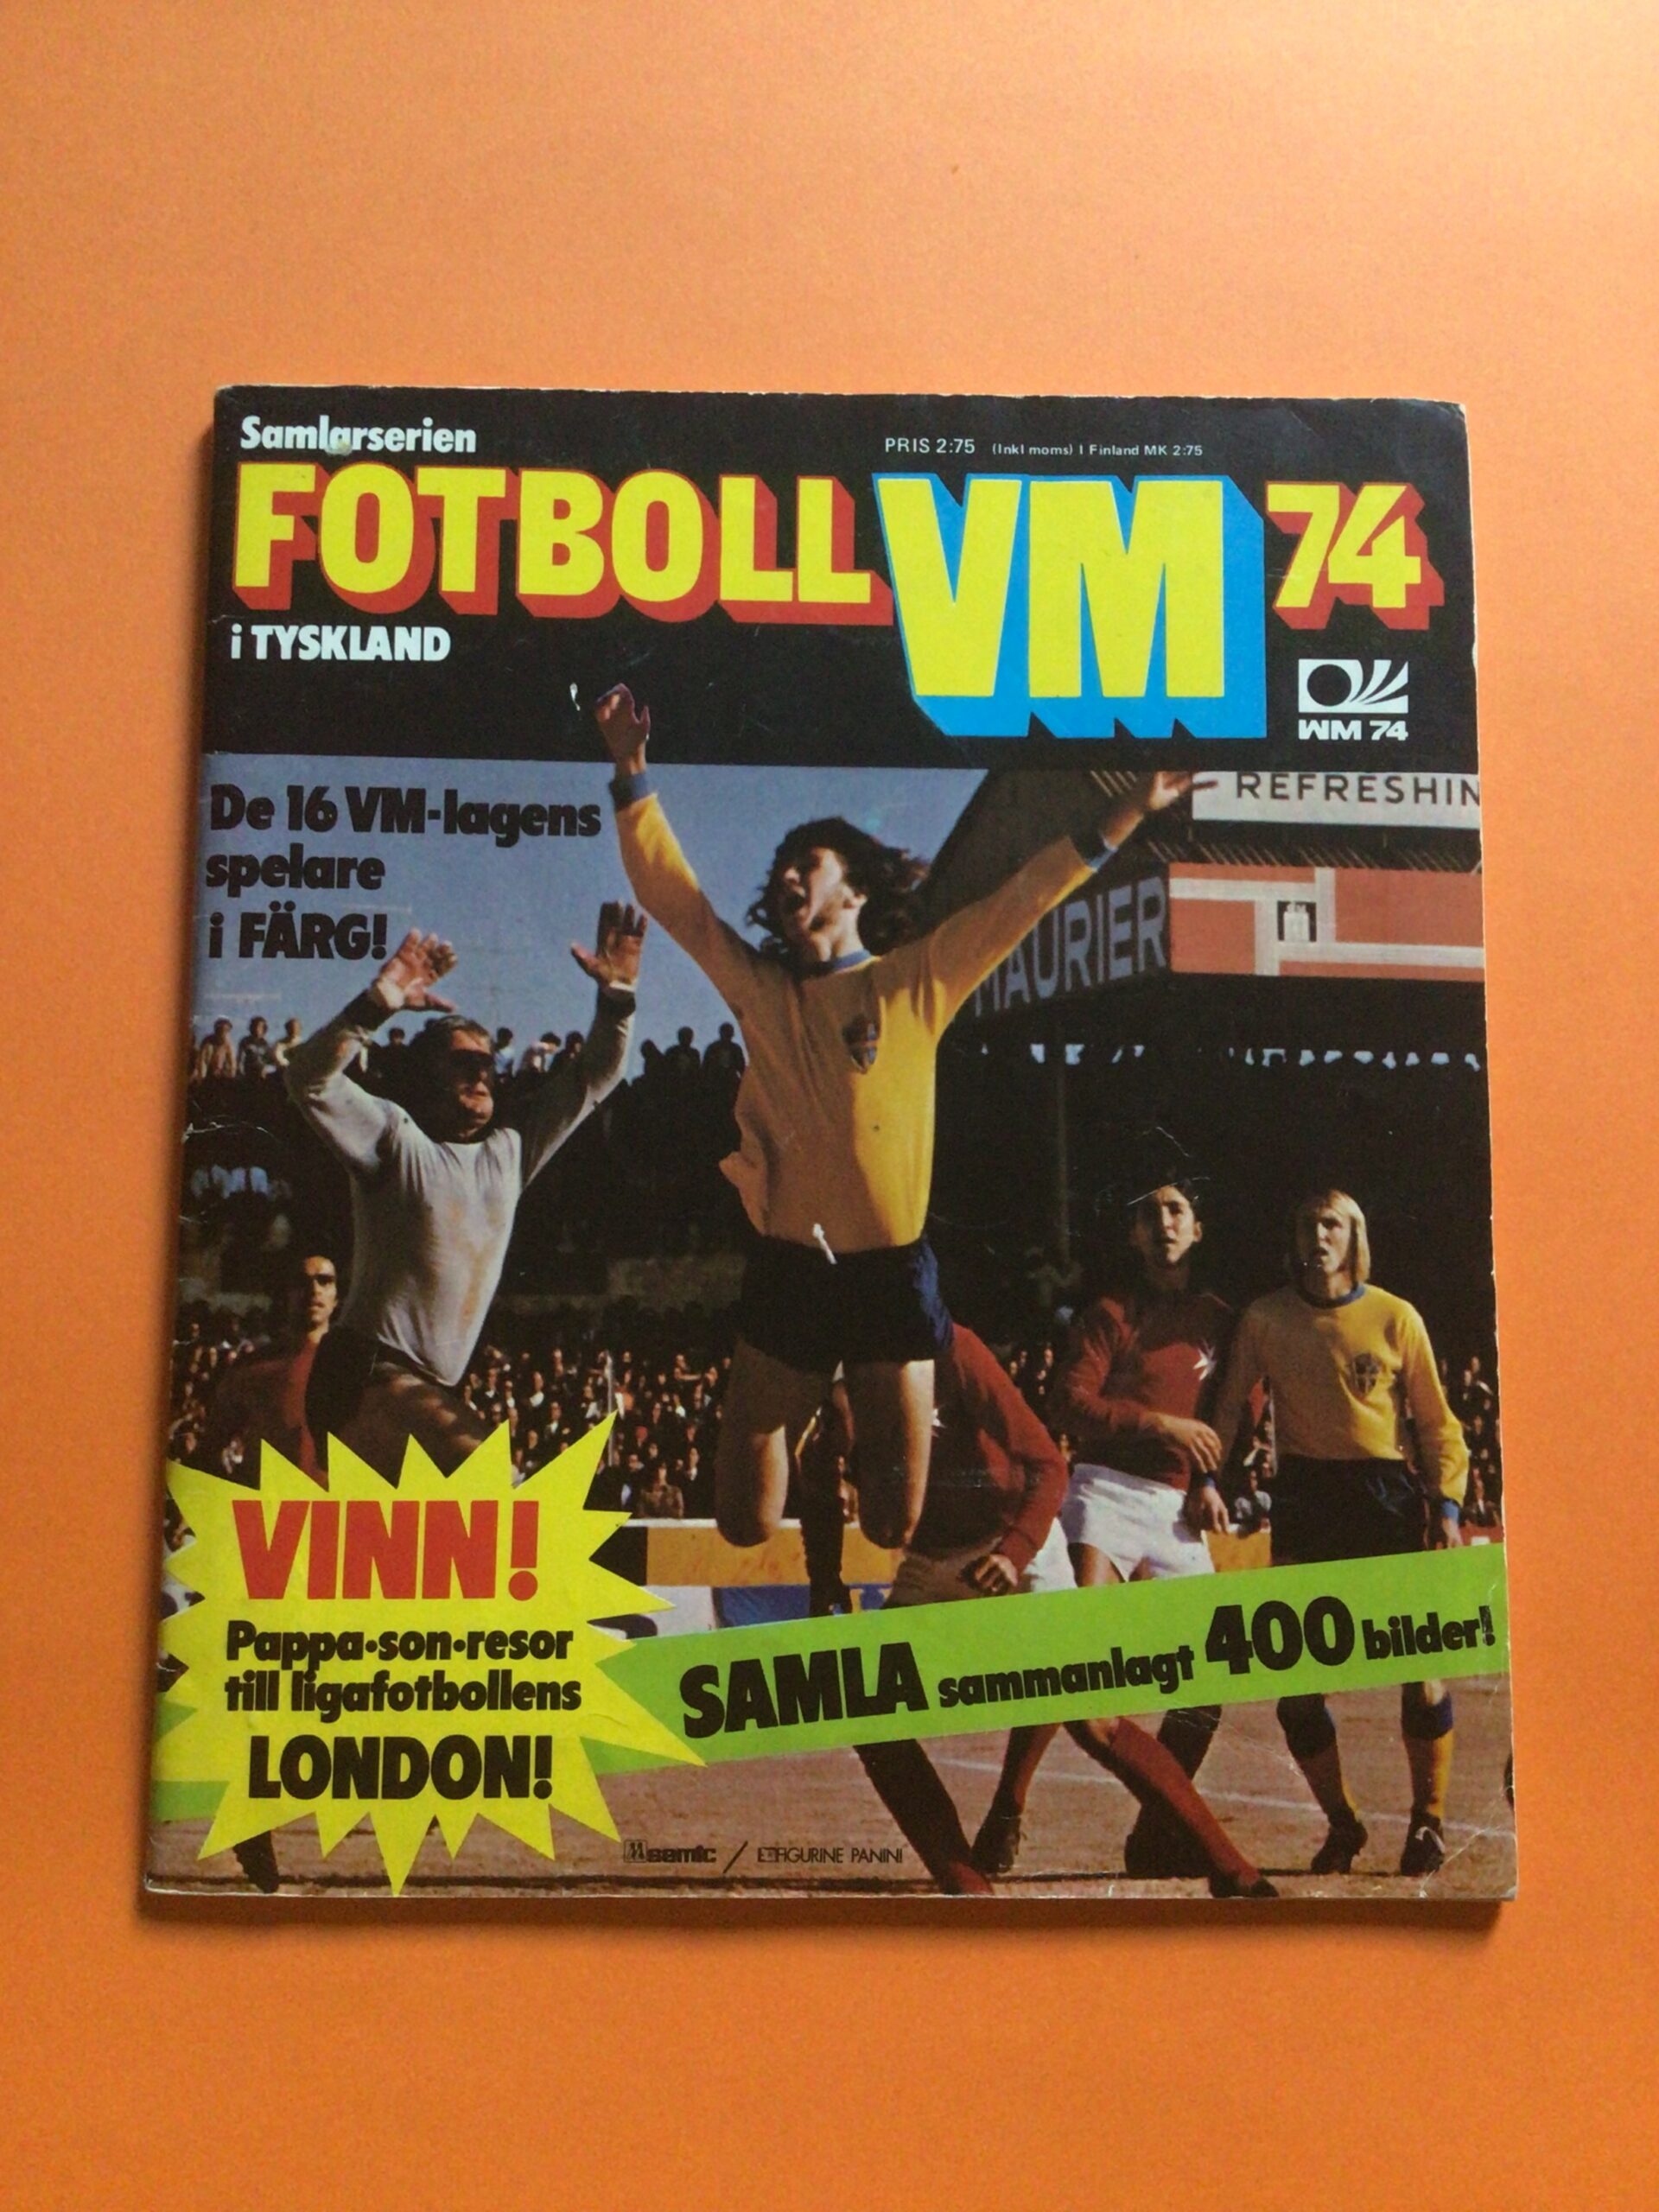 Samlarserien
PRIS 2:75 (Inkl moms) I Finland MK 2:75
FOTBOLL VM 74
i TYSKLAND
WM 74
De 16 VM-lagens
spelare
i FÄRG!
REFRESHIN
MAURIER
VINN!
Pappa·son·resor
till ligafotbollens
LONDON!
SAMLA sammanlagt 400 bilder!
semic / FIGURINE PANINI